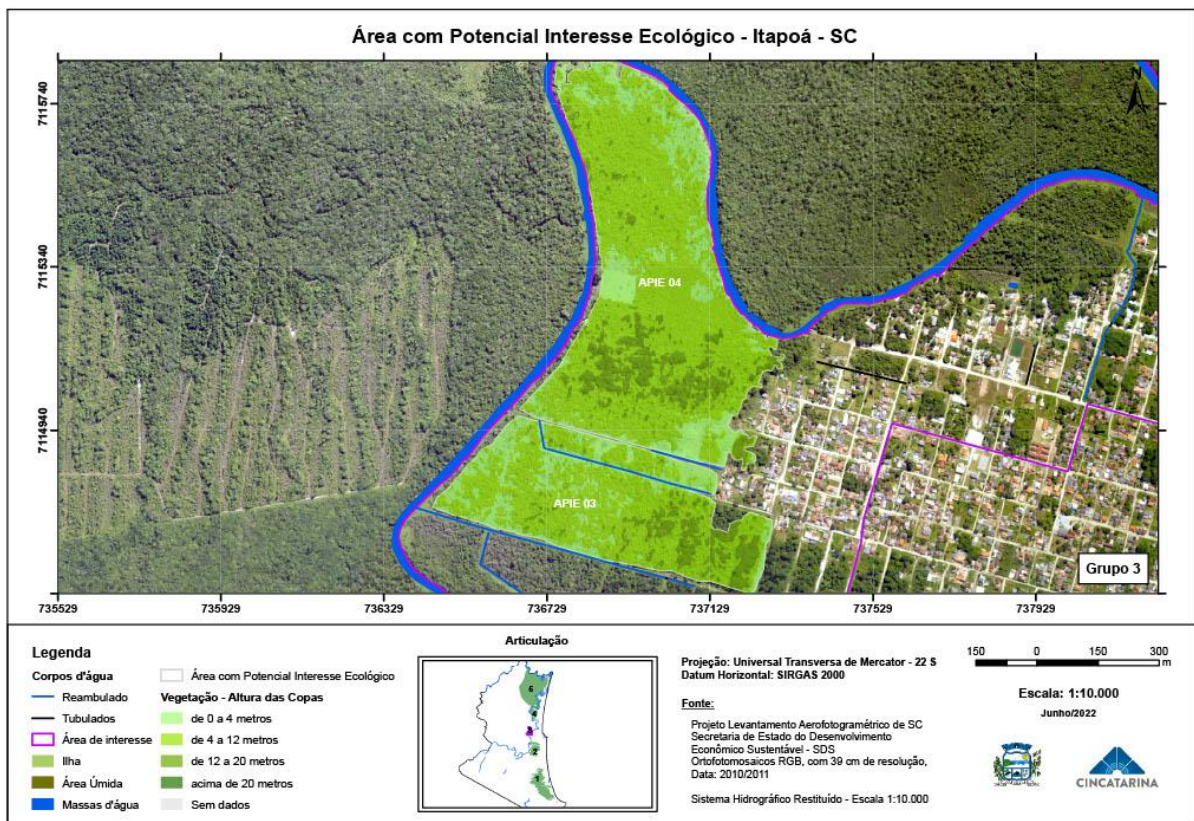 Área com Potencial Interesse Ecológico - Itapoá - SC
7115740
7115340
7114940
N
APIE 04
APIE 03
Grupo 3
735529
735929
736329
736729
737129
737529
737929
Legenda
Corpos d'água
Reambulado
Tubulados
Área de interesse
Ilha
Área Úmida
Massas d'água
Área com Potencial Interesse Ecológico
Vegetação - Altura das Copas
de 0 a 4 metros
de 4 a 12 metros
de 12 a 20 metros
acima de 20 metros
Sem dados
Articulação
5
4
3
2
1
Projeção: Universal Transversa de Mercator - 22 S
Datum Horizontal: SIRGAS 2000
Fonte:
Projeto Levantamento Aerofotogramétrico de SC
Secretaria de Estado do Desenvolvimento
Econômico Sustentável - SDS
Ortofotomosaicos RGB, com 39 cm de resolução,
Data: 2010/2011
Sistema Hidrográfico Restituído - Escala 1:10.000
150 0 150 300
m
Escala: 1:10.000
Junho/2022
CINCATARINA